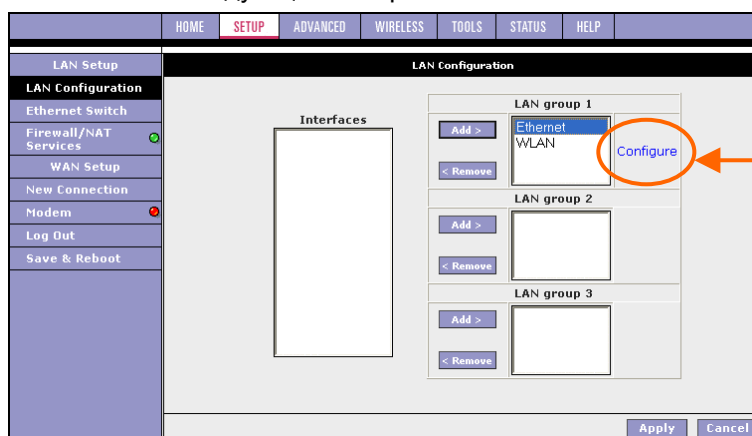 HOME SETUP ADVANCED WIRELESS TOOLS STATUS HELP
LAN Setup
LAN Configuration
Ethernet Switch
Firewall/NAT
Services
WAN Setup
New Connection
Modem
Log Out
Save & Reboot
LAN Configuration
Interfaces
LAN group 1
Add >
< Remove
Ethernet
WLAN
Configure
LAN group 2
Add >
< Remove
LAN group 3
Add >
< Remove
Apply Cancel